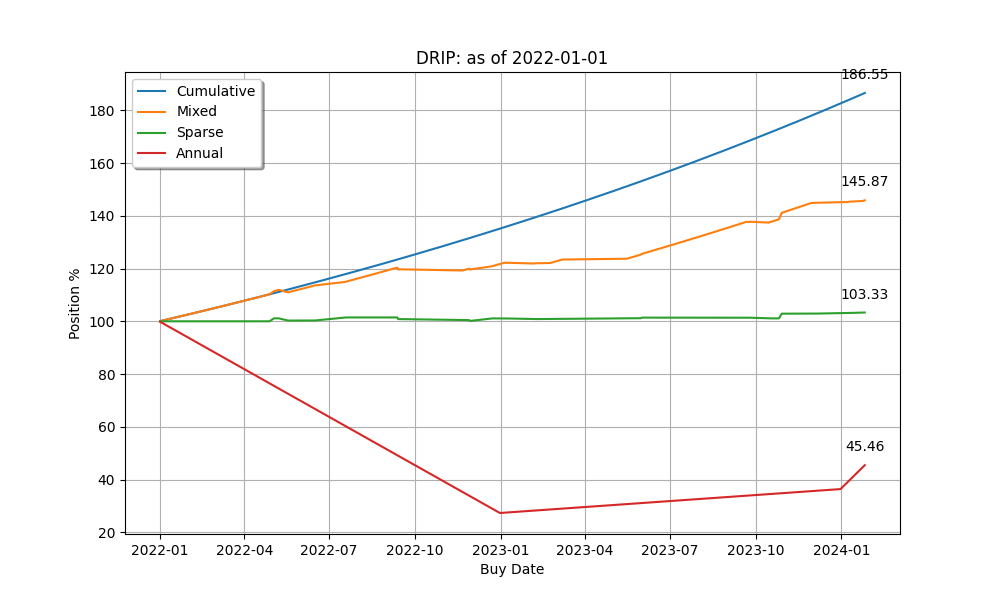 DRIP: as of 2022-01-01
186.55
Cumulative
Mixed
Sparse
Annual
180
160
145.87
140
120
103.33
100
80
60
45.46
40
20
Position %
2022-01 2022-04 2022-07 2022-10 2023-01 2023-04 2023-07 2023-10 2024-01
Buy Date